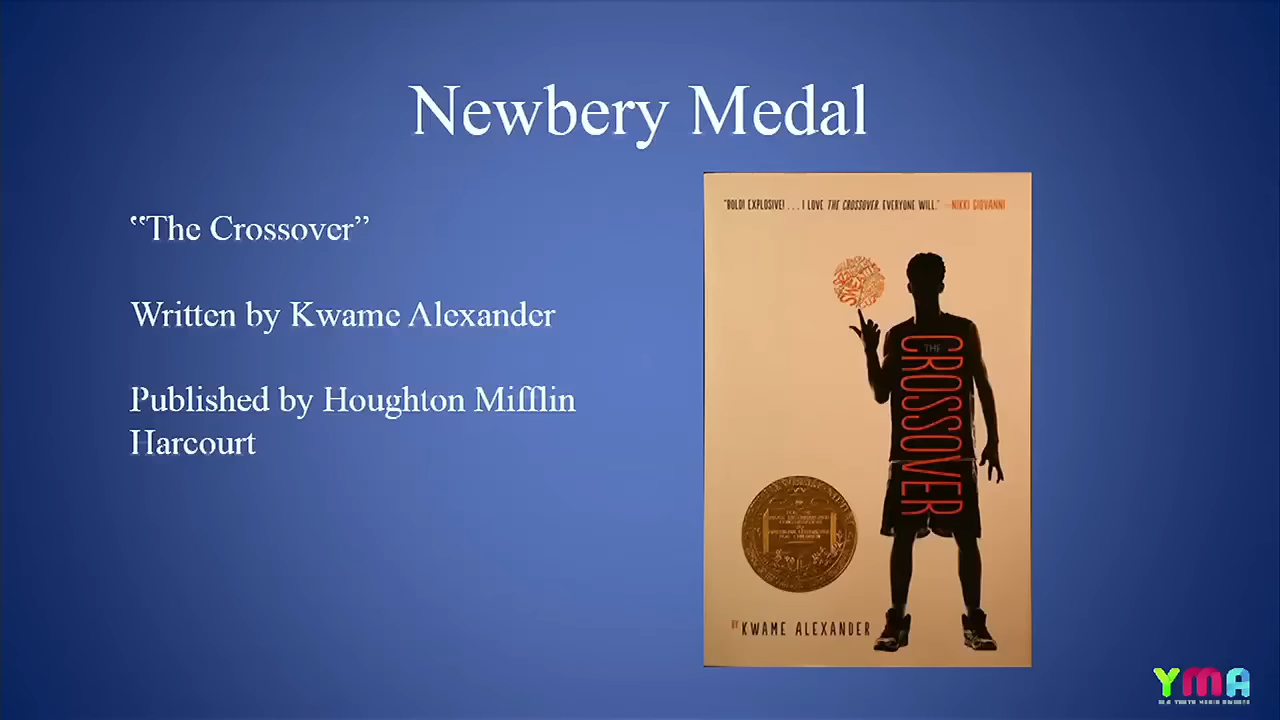 Newbery Medal
“The Crossover”
Written by Kwame Alexander
Published by Houghton Mifflin
Harcourt
"BOLD! EXPLOSIVE! . . . I LOVE THE CROSSOVER. EVERYONE WILL." —NIKKI GIOVANNI
THE
CROSSOVER
BY KWAME ALEXANDER
YMA